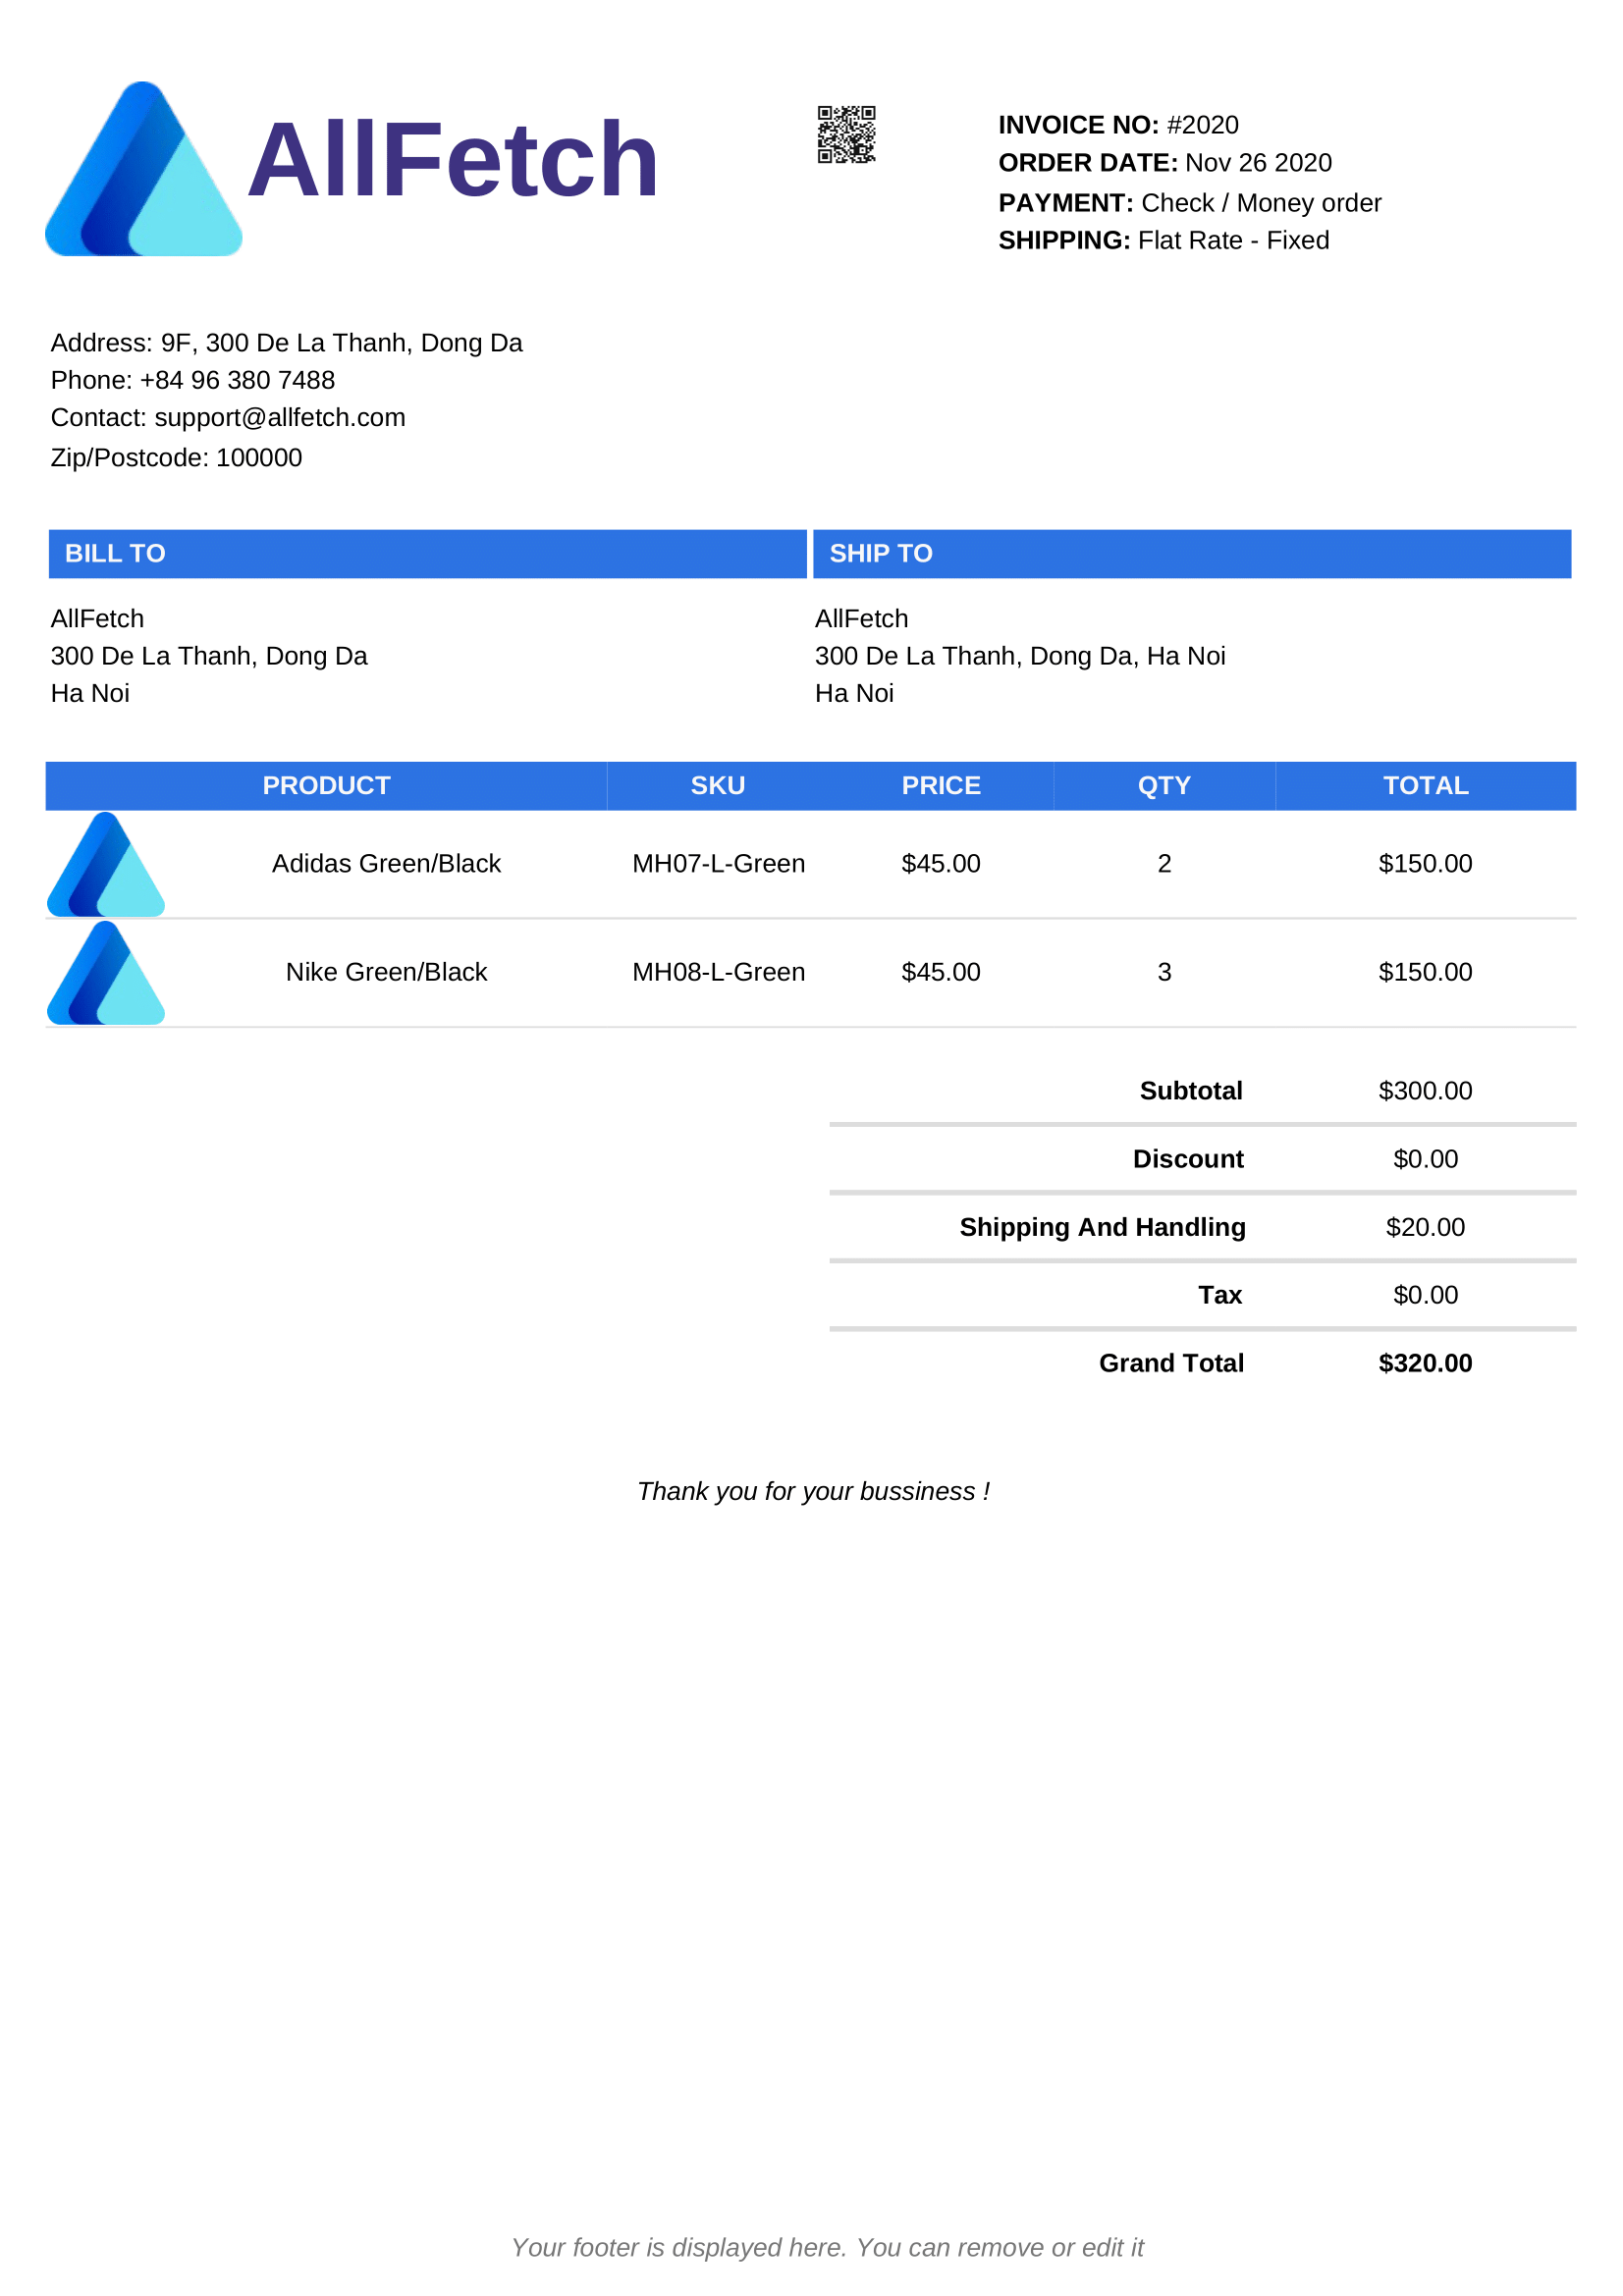 AllFetch
INVOICE NO: #2020
ORDER DATE: Nov 26 2020
PAYMENT: Check / Money order
SHIPPING: Flat Rate - Fixed
Address: 9F, 300 De La Thanh, Dong Da
Phone: +84 96 380 7488
Contact: support@allfetch.com
Zip/Postcode: 100000
BILL TO
AllFetch
300 De La Thanh, Dong Da
Ha Noi
SHIP TO
AllFetch
300 De La Thanh, Dong Da, Ha Noi
Ha Noi
PRODUCT SKU PRICE QTY TOTAL
Adidas Green/Black MH07-L-Green $45.00 2 $150.00
Nike Green/Black MH08-L-Green $45.00 3 $150.00
Subtotal $300.00
Discount $0.00
Shipping And Handling $20.00
Tax $0.00
Grand Total $320.00
Thank you for your bussiness !
Your footer is displayed here. You can remove or edit it